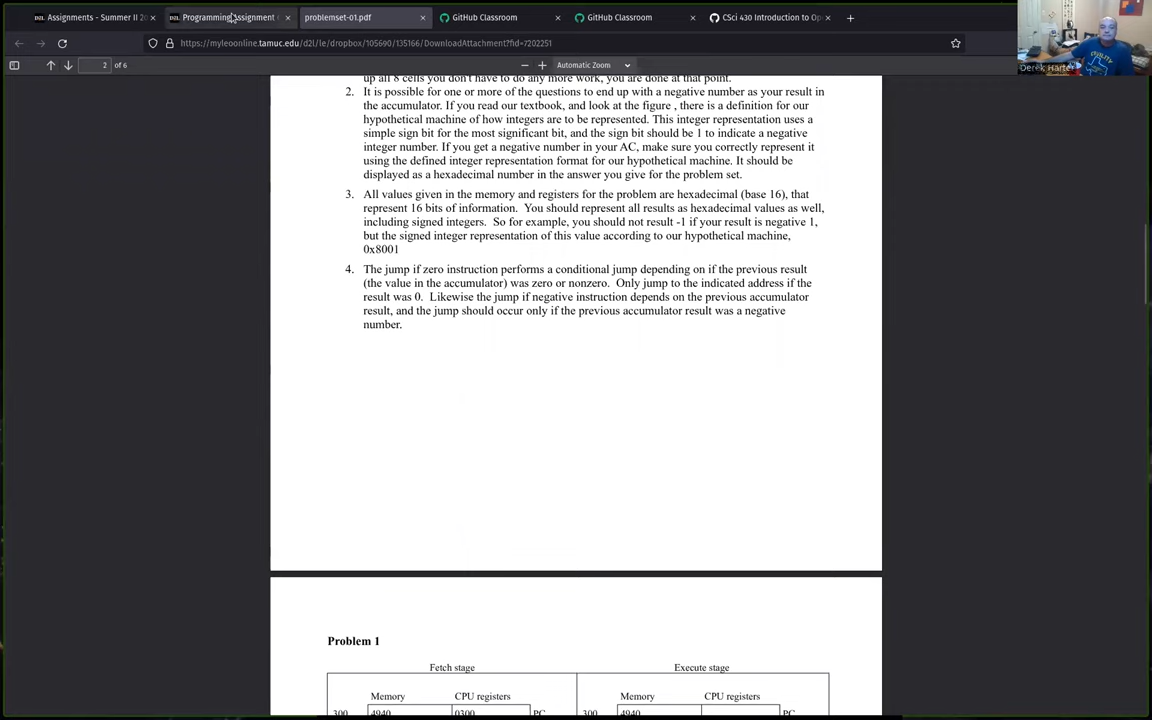 Assignments - Summer II 20
Programming Assignment
problemset-01.pdf
GitHub Classroom
GitHub Classroom
CSci 430 Introduction to Op
https://myleoonline.tamuc.edu/d2l/le/dropbox/105690/135166/DownloadAttachment?fid=7202251
2 of 6
Automatic Zoom
Derek Harter
up all 8 cells you don't have to do any more work, you are done at that point.
2. It is possible for one or more of the questions to end up with a negative number as your result in
the accumulator. If you read our textbook, and look at the figure , there is a definition for our
hypothetical machine of how integers are to be represented. This integer representation uses a
simple sign bit for the most significant bit, and the sign bit should be 1 to indicate a negative
integer number. If you get a negative number in your AC, make sure you correctly represent it
using the defined integer representation format for our hypothetical machine. It should be
displayed as a hexadecimal number in the answer you give for the problem set.
3. All values given in the memory and registers for the problem are hexadecimal (base 16), that
represent 16 bits of information. You should represent all results as hexadecimal values as well,
including signed integers. So for example, you should not result -1 if your result is negative 1,
but the signed integer representation of this value according to our hypothetical machine,
0x8001
4. The jump if zero instruction performs a conditional jump depending on if the previous result
(the value in the accumulator) was zero or nonzero. Only jump to the indicated address if the
result was 0. Likewise the jump if negative instruction depends on the previous accumulator
result, and the jump should occur only if the previous accumulator result was a negative
number.
Problem 1
Fetch stage Execute stage
Memory CPU registers Memory CPU registers
300 4940 0300 PC 300 4940 PC